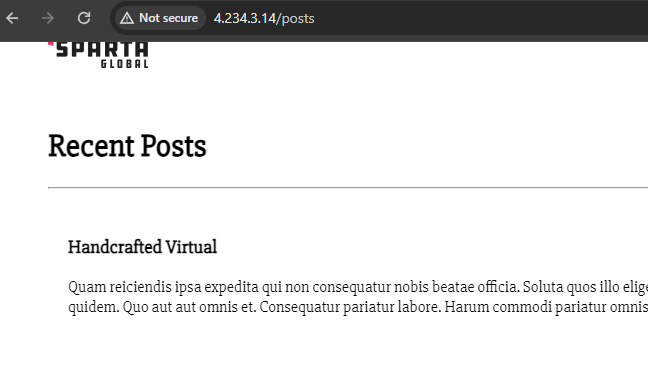 Not secure 4.234.3.14/posts
SPARTA
GLOBAL
Recent Posts
Handcrafted Virtual
Quam reiciendis ipsa expedita qui non consequatur nobis beatae officia. Soluta quos illo elige
quidem. Quo aut aut omnis et. Consequatur pariatur labore. Harum commodi pariatur omnis